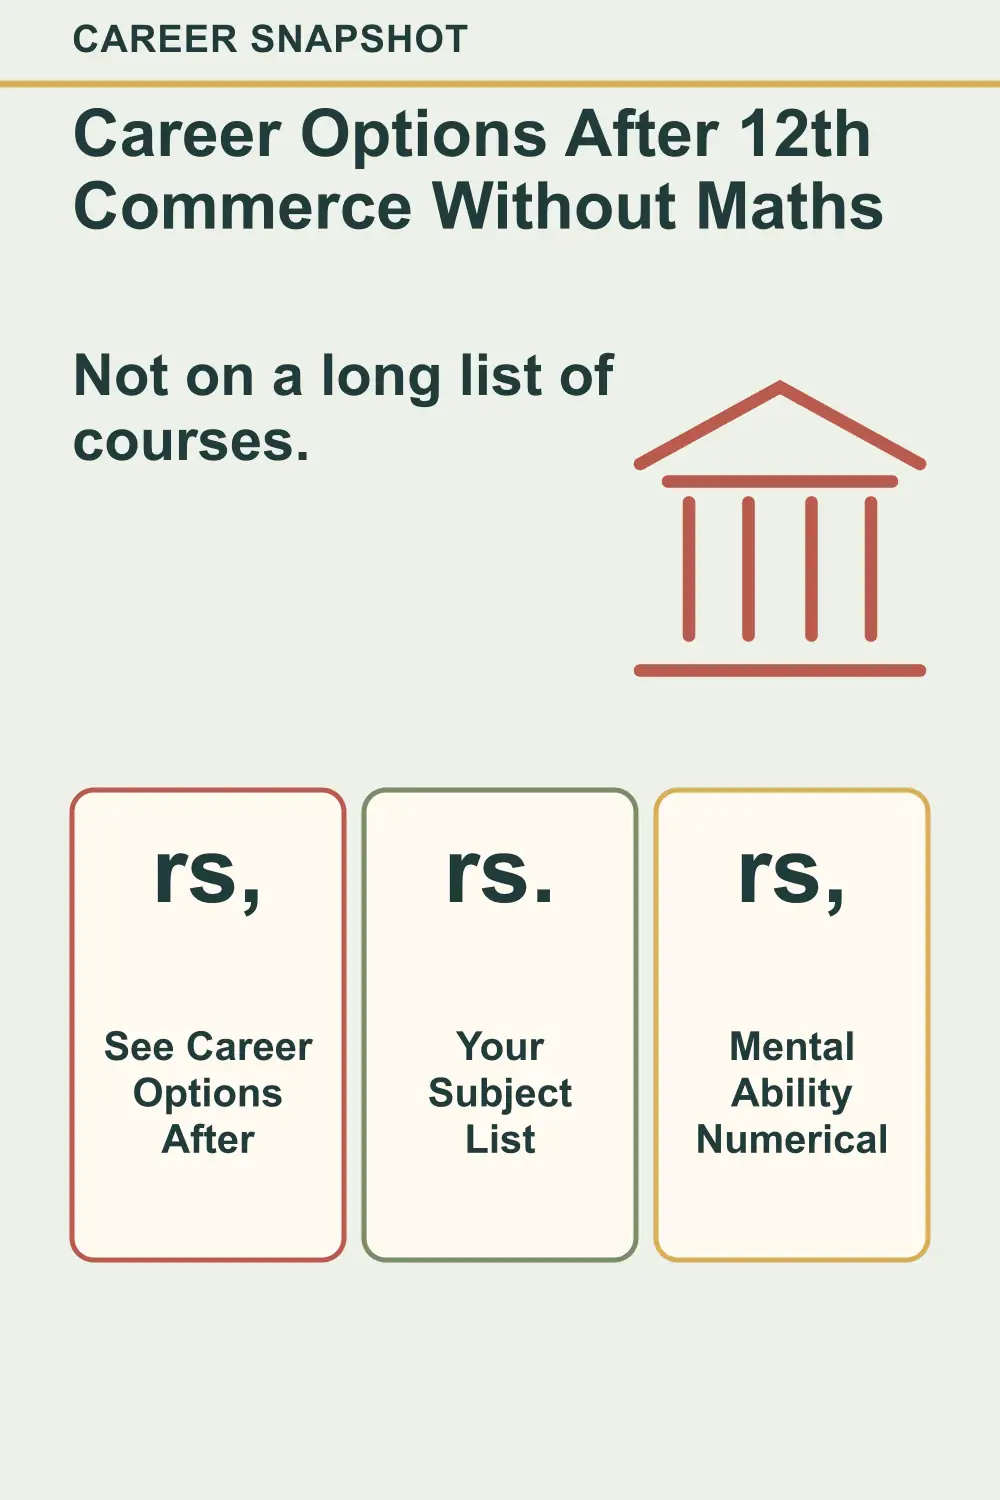 CAREER SNAPSHOT
Career Options After 12th
Commerce Without Maths
Not on a long list of
courses.
rs,
See Career
Options
After
rs.
Your
Subject
List
rs,
Mental
Ability
Numerical